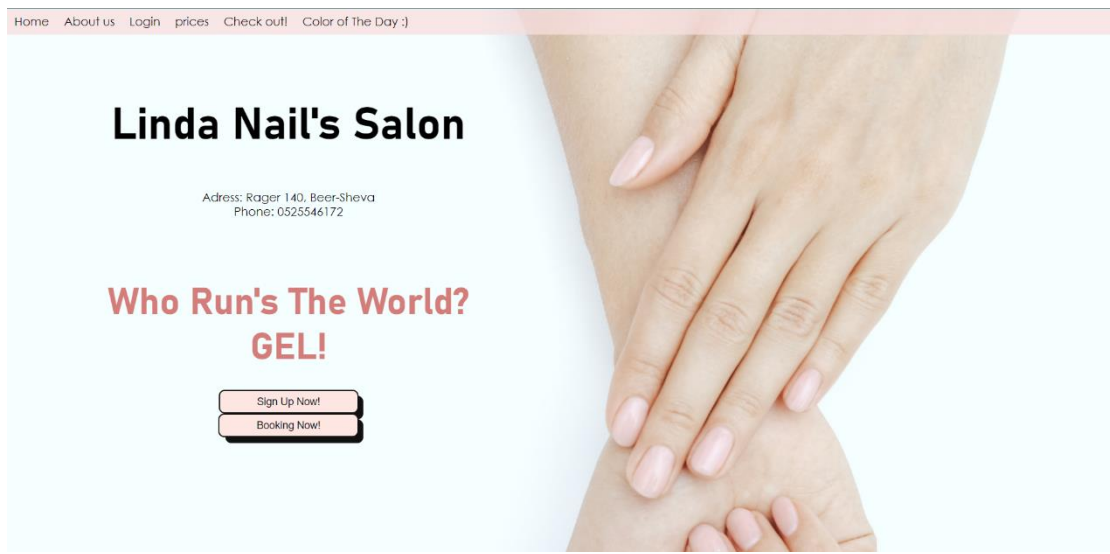 Home About us Login prices Check out! Color of The Day :)
Linda Nail's Salon
Adress: Rager 140, Beer-Sheva
Phone: 0525546172
Who Run's The World?
GEL!
Sign Up Now!
Booking Now!